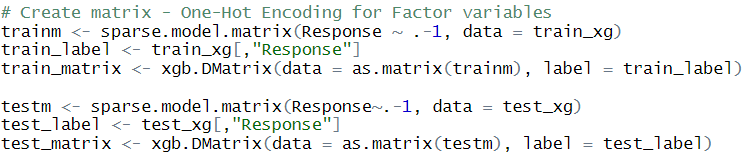 # Create matrix - One-Hot Encoding for Factor variables
trainm <- sparse.model.matrix(Response ~ .-1, data = train_xg)
train_label <- train_xg[,"Response"]
train_matrix <- xgb.DMatrix(data = as.matrix(trainm), label = train_label)
testm <- sparse.model.matrix(Response~.-1, data = test_xg)
test_label <- test_xg[,"Response"]
test_matrix <- xgb.DMatrix(data = as.matrix(testm), label = test_label)